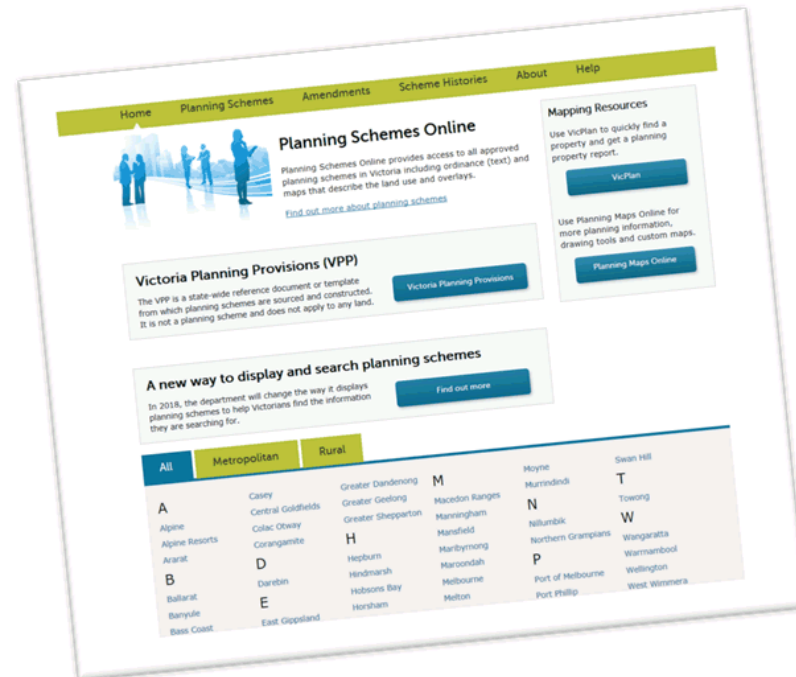 Home Planning Schemes Amendments Scheme Histories About Help
Planning Schemes Online
Planning Schemes Online provides access to all approved
planning schemes in Victoria including ordinance (text) and
maps that describe the land use and overlays.
Find out more about planning schemes
Mapping Resources
Use VicPlan to quickly find a
property and get a planning
property report.
VicPlan
Use Planning Maps Online for
more planning information,
drawing tools and custom maps.
Planning Maps Online
Victoria Planning Provisions (VPP)
The VPP is a state-wide reference document or template
from which planning schemes are sourced and constructed.
It is not a planning scheme and does not apply to any land.
Victoria Planning Provisions
A new way to display and search planning schemes
In 2018, the department will change the way it displays
planning schemes to help Victorians find the information
they are searching for.
Find out more
All Metropolitan Rural
A
Alpine
Alpine Resorts
Ararat
B
Ballarat
Banyule
Bass Coast
Casey
Central Goldfields
Colac Otway
Corangamite
D
Darebin
E
East Gippsland
Greater Dandenong
Greater Geelong
Greater Shepparton
H
Hepburn
Hindmarsh
Hobsons Bay
Horsham
M
Macedon Ranges
Manningham
Mansfield
Maribyrnong
Maroondah
Melbourne
Melton
Moyne
Murrindindi
N
Nillumbik
Northern Grampians
P
Port of Melbourne
Port Phillip
Swan Hill
T
Towong
W
Wangaratta
Warrnambool
Wellington
West Wimmera